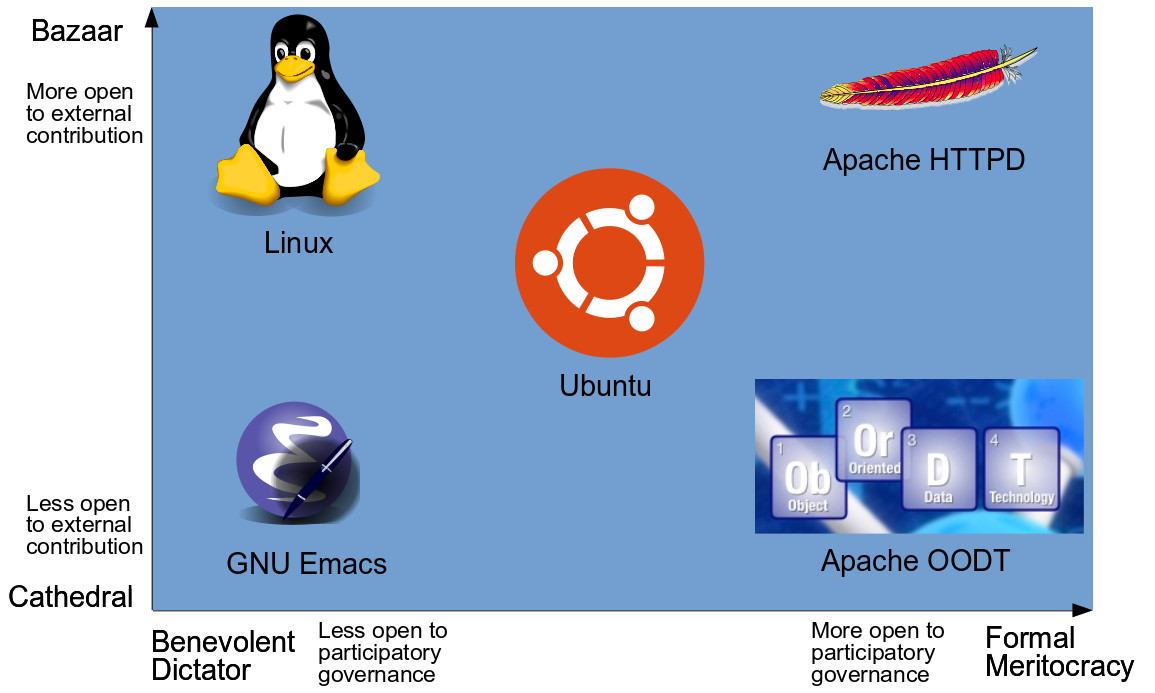 Bazaar
More open
to external
contribution
Linux
Apache HTTPD
Ubuntu
1
Ob
Object
2
Or
Oriented
3
D
Data
4
T
Technology
GNU Emacs
Apache OODT
Less open
to external
contribution
Cathedral
Benevolent
Dictator
Less open to
participatory
governance
More open to
participatory
governance
Formal
Meritocracy